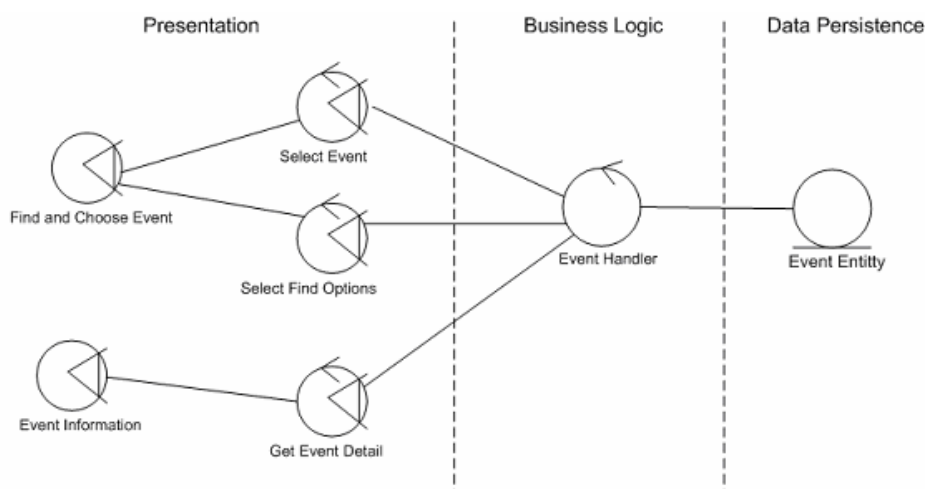 Presentation
Business Logic
Data Persistence
Select Event
Find and Choose Event
Select Find Options
Event Handler
Event Entitty
Event Information
Get Event Detail